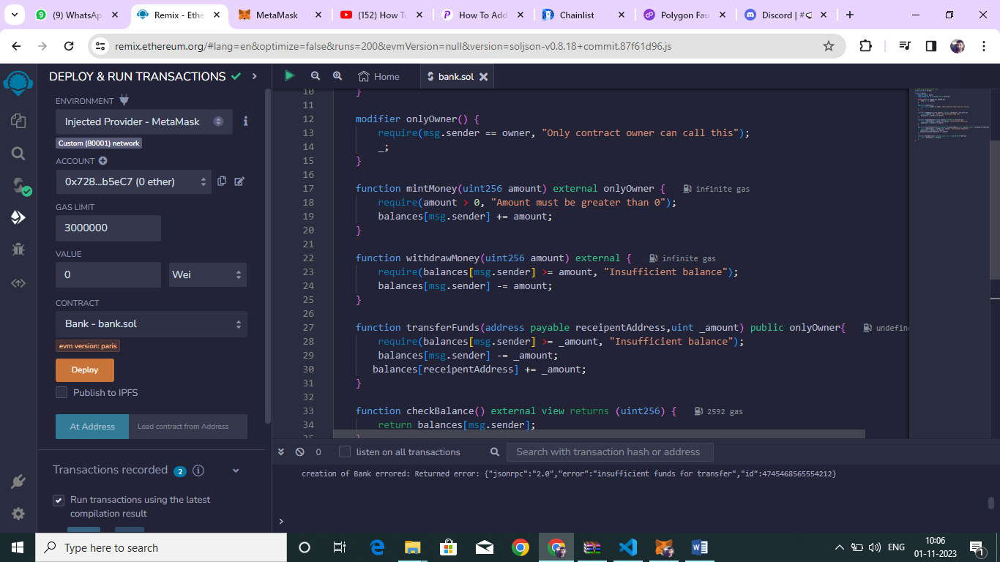 (9) WhatsAp
Remix - Ethe
MetaMask
(152) How To
How To Add
Chainlist
Polygon Fau
Discord | #
remix.ethereum.org/#lang=en&optimize=false&runs=200&evmVersion=null&version=soljson-v0.8.18+commit.87f61d96.js
DEPLOY & RUN TRANSACTIONS
Home
bank.sol
ENVIRONMENT
Injected Provider - MetaMask
Custom (80001) network
ACCOUNT
0x728...b5eC7 (0 ether)
GAS LIMIT
3000000
VALUE
0
Wei
CONTRACT
Bank - bank.sol
evm version: paris
Deploy
Publish to IPFS
At Address
Load contract from Address
Transactions recorded 2
Run transactions using the latest
compilation result
10 }
11
12 modifier onlyOwner() {
13 require(msg.sender == owner, "Only contract owner can call this");
14 _;
15 }
16
17 function mintMoney(uint256 amount) external onlyOwner { infinite gas
18 require(amount > 0, "Amount must be greater than 0");
19 balances[msg.sender] += amount;
20 }
21
22 function withdrawMoney(uint256 amount) external { infinite gas
23 require(balances[msg.sender] >= amount, "Insufficient balance");
24 balances[msg.sender] -= amount;
25 }
26
27 function transferFunds(address payable receipentAddress,uint _amount) public onlyOwner{ undefine
28 require(balances[msg.sender] >= _amount, "Insufficient balance");
29 balances[msg.sender] -= _amount;
30 balances[receipentAddress] += _amount;
31 }
32
33 function checkBalance() external view returns (uint256) { 2592 gas
34 return balances[msg.sender];
35 }
0
listen on all transactions
Search with transaction hash or address
creation of Bank errored: Returned error: {"jsonrpc":"2.0","error":"insufficient funds for transfer","id":4745468565554212}
>
Type here to search
ENG
10:06
01-11-2023
1